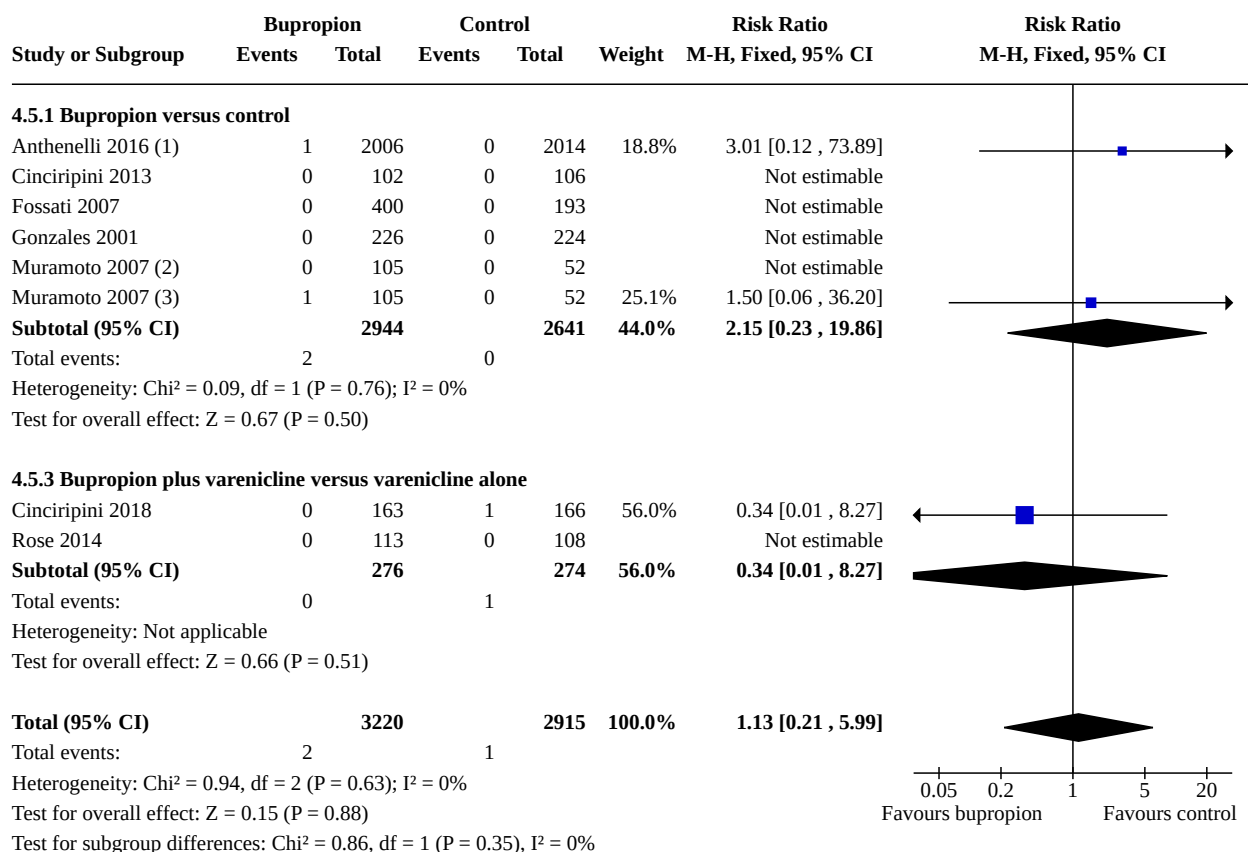 Bupropion Control Risk Ratio Risk Ratio
Study or Subgroup Events Total Events Total Weight M-H, Fixed, 95% CI M-H, Fixed, 95% CI
4.5.1 Bupropion versus control
Anthenelli 2016 (1) 1 2006 0 2014 18.8% 3.01 [0.12 , 73.89]
Cinciripini 2013 0 102 0 106 Not estimable
Fossati 2007 0 400 0 193 Not estimable
Gonzales 2001 0 226 0 224 Not estimable
Muramoto 2007 (2) 0 105 0 52 Not estimable
Muramoto 2007 (3) 1 105 0 52 25.1% 1.50 [0.06 , 36.20]
Subtotal (95% CI) 2944 2641 44.0% 2.15 [0.23 , 19.86]
Total events: 2 0
Heterogeneity: Chi² = 0.09, df = 1 (P = 0.76); I² = 0%
Test for overall effect: Z = 0.67 (P = 0.50)
4.5.3 Bupropion plus varenicline versus varenicline alone
Cinciripini 2018 0 163 1 166 56.0% 0.34 [0.01 , 8.27]
Rose 2014 0 113 0 108 Not estimable
Subtotal (95% CI) 276 274 56.0% 0.34 [0.01 , 8.27]
Total events: 0 1
Heterogeneity: Not applicable
Test for overall effect: Z = 0.66 (P = 0.51)
Total (95% CI) 3220 2915 100.0% 1.13 [0.21 , 5.99]
Total events: 2 1
Heterogeneity: Chi² = 0.94, df = 2 (P = 0.63); I² = 0%
0.05 0.2 1 5 20
Test for overall effect: Z = 0.15 (P = 0.88)
Favours bupropion Favours control
Test for subgroup differences: Chi² = 0.86, df = 1 (P = 0.35), I² = 0%